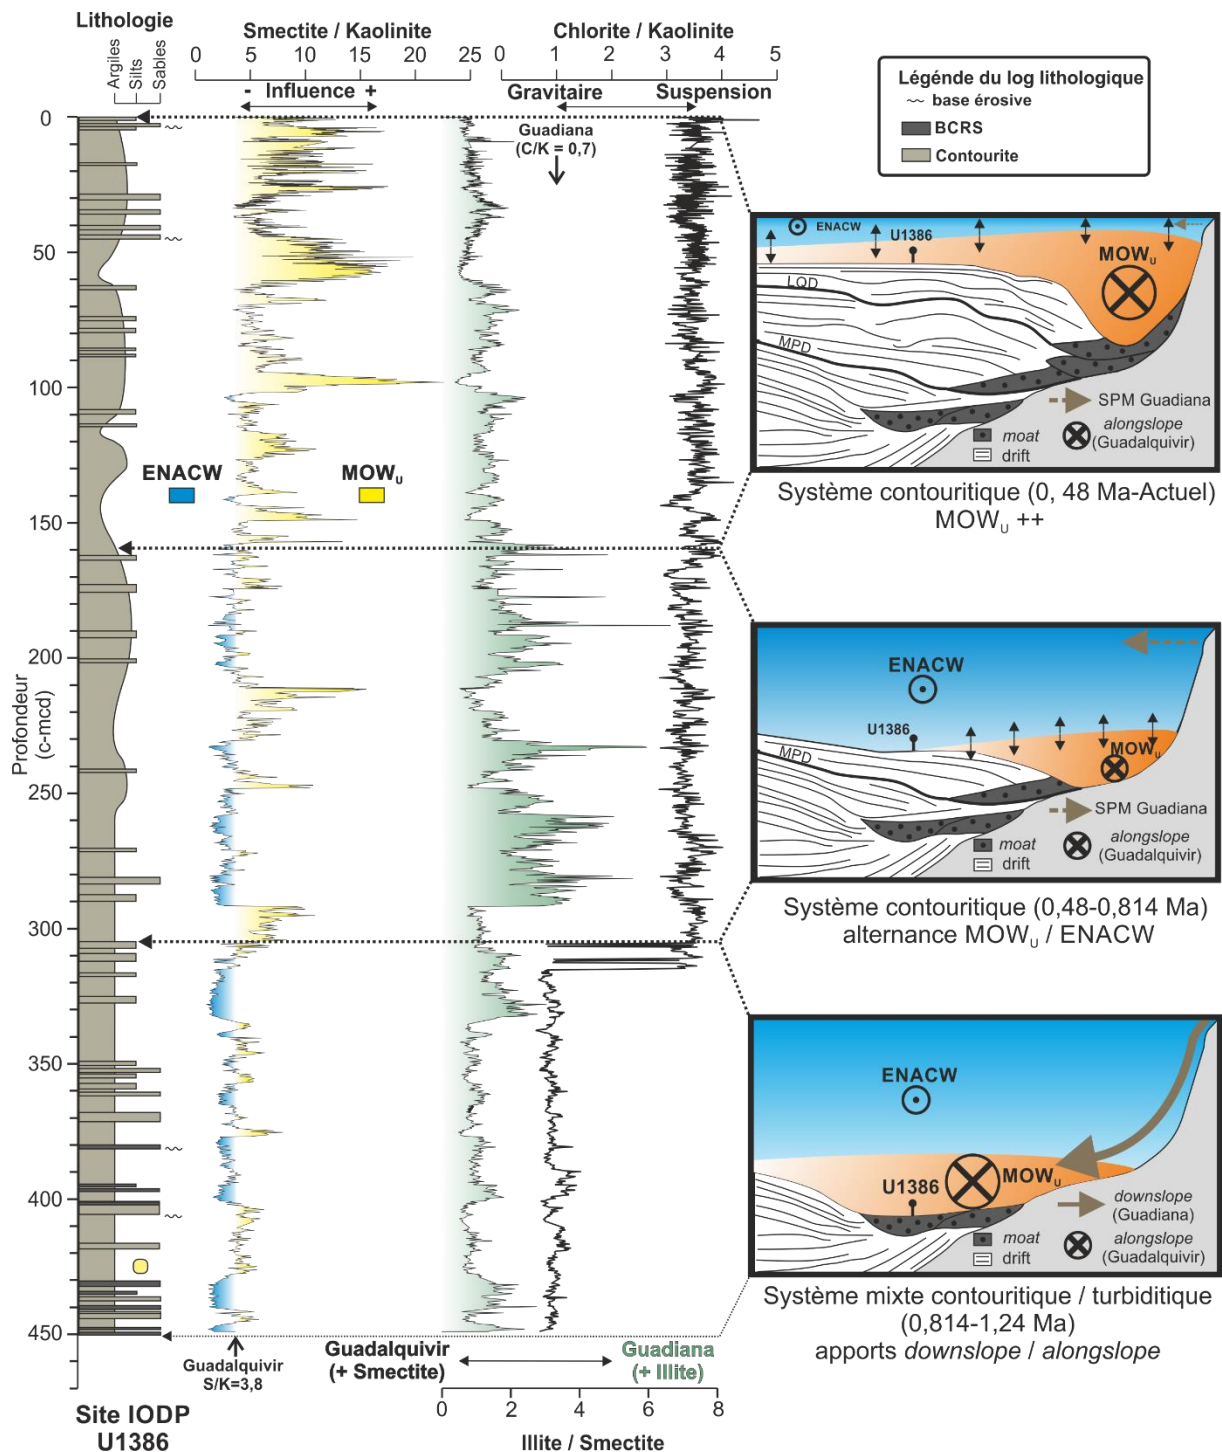 Lithologie
Argiles
Silts
Sables
Smectite / Kaolinite
0 5 10 15 20 25
- Influence +
Chlorite / Kaolinite
0 1 2 3 4 5
Gravitaire
Suspension
Guadiana
(C/K = 0,7)
Légénde du log lithologique
base érosive
BCRS
Contourite
Profondeur
(c-mcd)
0
50
100
150
200
250
300
350
400
450
ENACW
MOWU
ENACW
U1386
MOWU
LQD
MPD
SPM Guadiana
moat
drift
alongslope
(Guadalquivir)
Système contouritique (0, 48 Ma-Actuel)
MOWU ++
ENACW
U1386
MOWU
MPD
SPM Guadiana
moat
drift
alongslope
(Guadalquivir)
Système contouritique (0,48-0,814 Ma)
alternance MOWU / ENACW
ENACW
U1386
MOWU
downslope
(Guadiana)
moat
drift
alongslope
(Guadalquivir)
Système mixte contouritique / turbiditique
(0,814-1,24 Ma)
apports downslope / alongslope
Guadalquivir
S/K=3,8
Guadalquivir
(+ Smectite)
Guadiana
(+ Illite)
0 2 4 6 8
Illite / Smectite
Site IODP
U1386